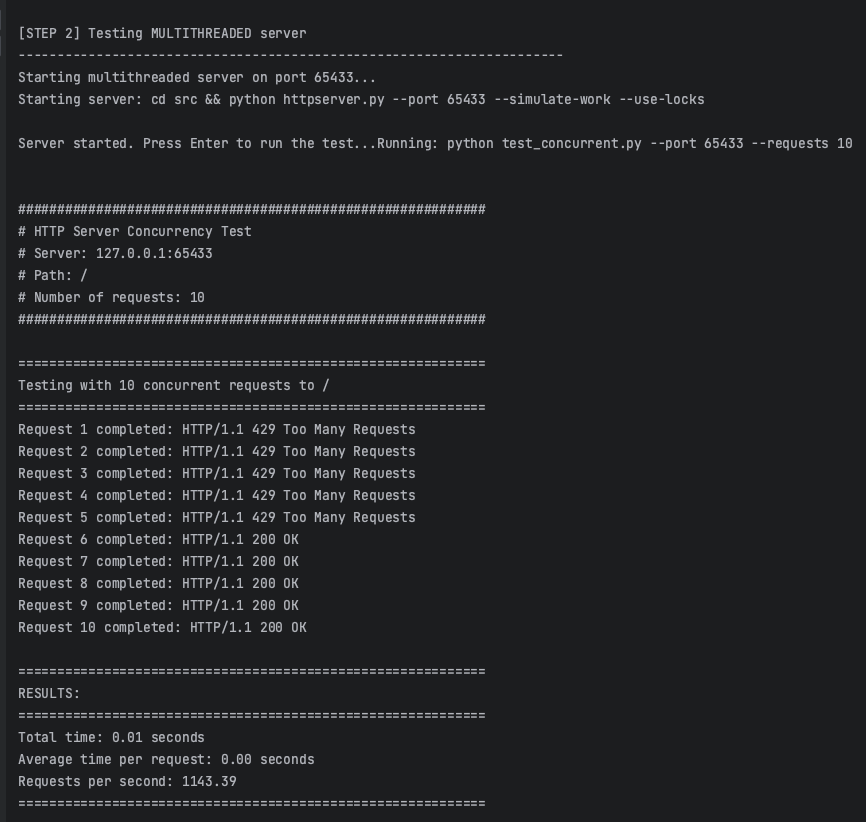 [STEP 2] Testing MULTITHREADED server
----------------------------------------------------------------------
Starting multithreaded server on port 65433...
Starting server: cd src && python httpserver.py --port 65433 --simulate-work --use-locks
Server started. Press Enter to run the test...Running: python test_concurrent.py --port 65433 --requests 10
############################################################
# HTTP Server Concurrency Test
# Server: 127.0.0.1:65433
# Path: /
# Number of requests: 10
############################################################
============================================================
Testing with 10 concurrent requests to /
============================================================
Request 1 completed: HTTP/1.1 429 Too Many Requests
Request 2 completed: HTTP/1.1 429 Too Many Requests
Request 3 completed: HTTP/1.1 429 Too Many Requests
Request 4 completed: HTTP/1.1 429 Too Many Requests
Request 5 completed: HTTP/1.1 429 Too Many Requests
Request 6 completed: HTTP/1.1 200 OK
Request 7 completed: HTTP/1.1 200 OK
Request 8 completed: HTTP/1.1 200 OK
Request 9 completed: HTTP/1.1 200 OK
Request 10 completed: HTTP/1.1 200 OK
============================================================
RESULTS:
============================================================
Total time: 0.01 seconds
Average time per request: 0.00 seconds
Requests per second: 1143.39
============================================================